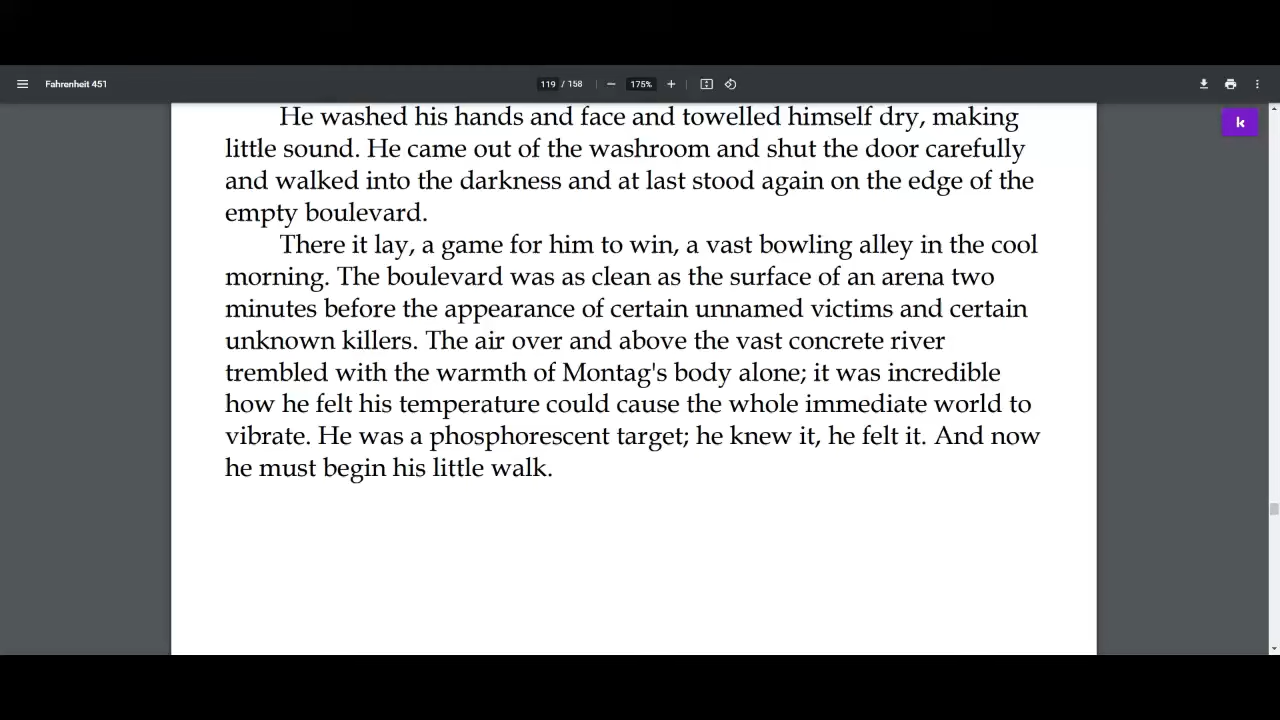 Fahrenheit 451
119 / 158
175%
k
He washed his hands and face and towelled himself dry, making
little sound. He came out of the washroom and shut the door carefully
and walked into the darkness and at last stood again on the edge of the
empty boulevard.
There it lay, a game for him to win, a vast bowling alley in the cool
morning. The boulevard was as clean as the surface of an arena two
minutes before the appearance of certain unnamed victims and certain
unknown killers. The air over and above the vast concrete river
trembled with the warmth of Montag's body alone; it was incredible
how he felt his temperature could cause the whole immediate world to
vibrate. He was a phosphorescent target; he knew it, he felt it. And now
he must begin his little walk.